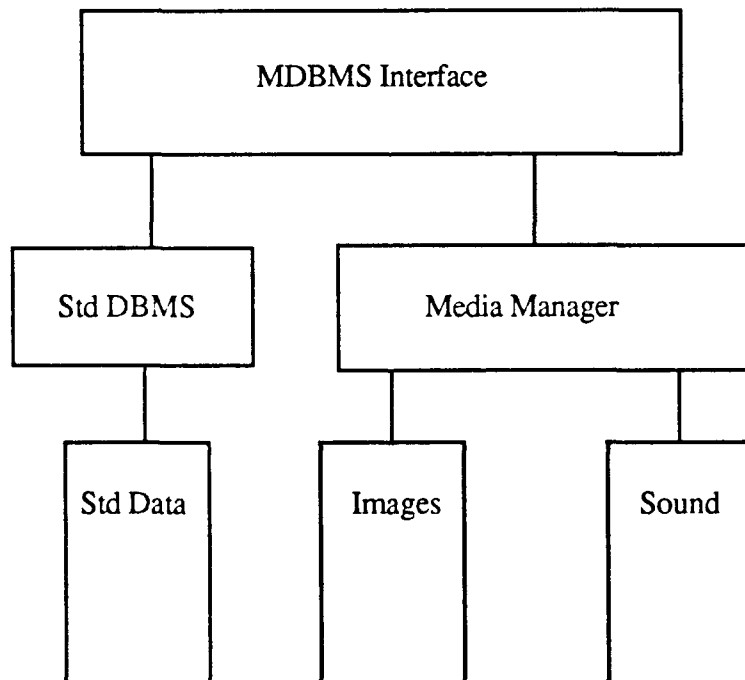 MDBMS Interface
Std DBMS
Media Manager
Std Data
Images
Sound